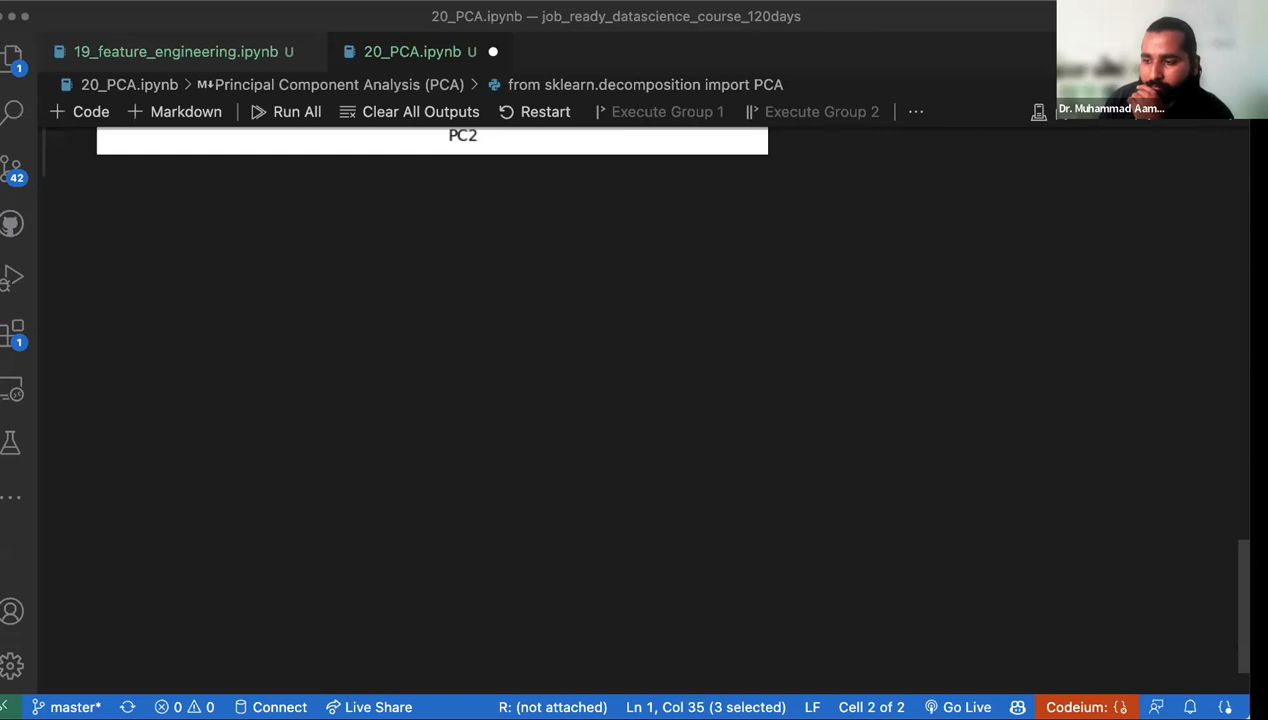 20_PCA.ipynb — job_ready_datascience_course_120days
19_feature_engineering.ipynb U
20_PCA.ipynb U
20_PCA.ipynb > M↓Principal Component Analysis (PCA) > from sklearn.decomposition import PCA
+ Code + Markdown Run All Clear All Outputs Restart Execute Group 1 Execute Group 2 ...
Dr. Muhammad Aam...
PC2
1
42
1
master* 0 0 Connect Live Share R: (not attached) Ln 1, Col 35 (3 selected) LF Cell 2 of 2 Go Live Codeium: {}